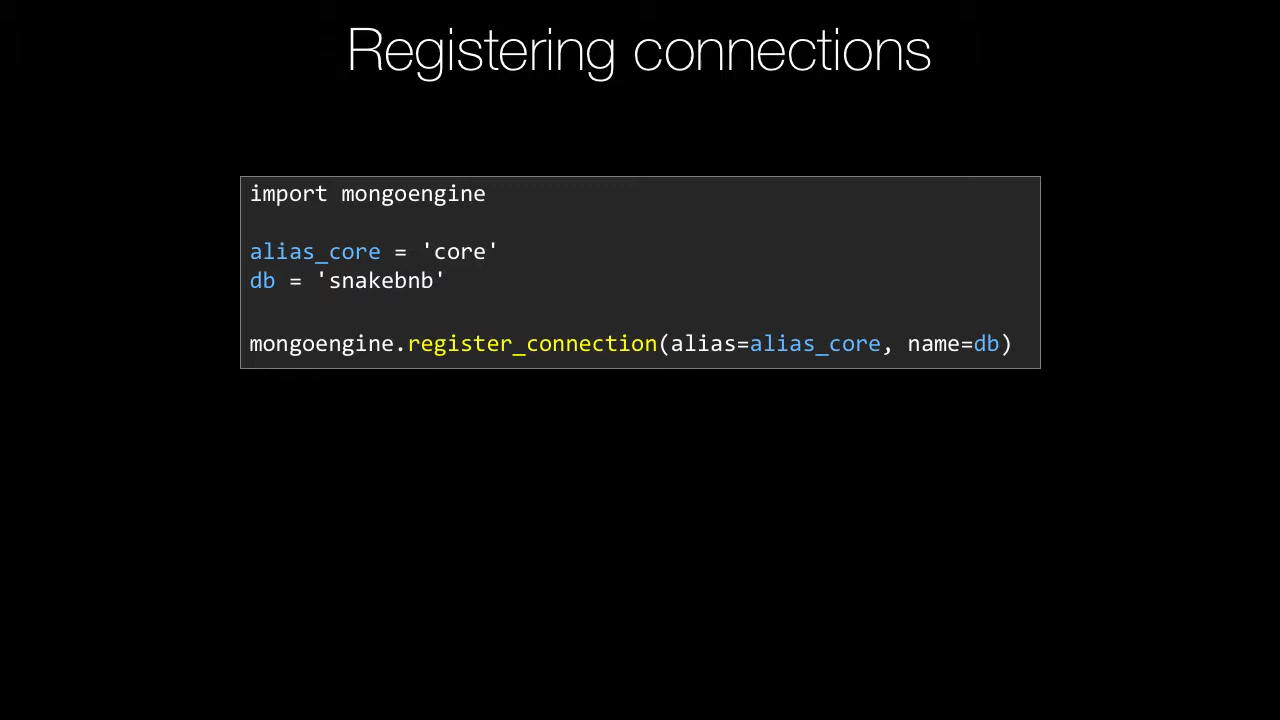 Registering connections
import mongoengine
alias_core = 'core'
db = 'snakebnb'
mongoengine.register_connection(alias=alias_core, name=db)